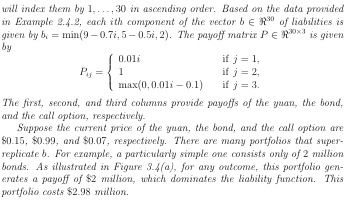 will index them by 1, . . . , 30 in ascending order. Based on the data provided
in Example 2.4.2, each ith component of the vector b ∈ ℜ³⁰ of liabilities is
given by bᵢ = min(9 − 0.7i, 5 − 0.5i, 2). The payoff matrix P ∈ ℜ³⁰ˣ³ is given
by
Pᵢⱼ = { 0.01i if j = 1,
1 if j = 2,
max(0, 0.01i − 0.1) if j = 3.
The first, second, and third columns provide payoffs of the yuan, the bond,
and the call option, respectively.
Suppose the current price of the yuan, the bond, and the call option are
$0.15, $0.99, and $0.07, respectively. There are many portfolios that super-
replicate b. For example, a particularly simple one consists only of 2 million
bonds. As illustrated in Figure 3.4(a), for any outcome, this portfolio gen-
erates a payoff of $2 million, which dominates the liability function. This
portfolio costs $2.98 million.